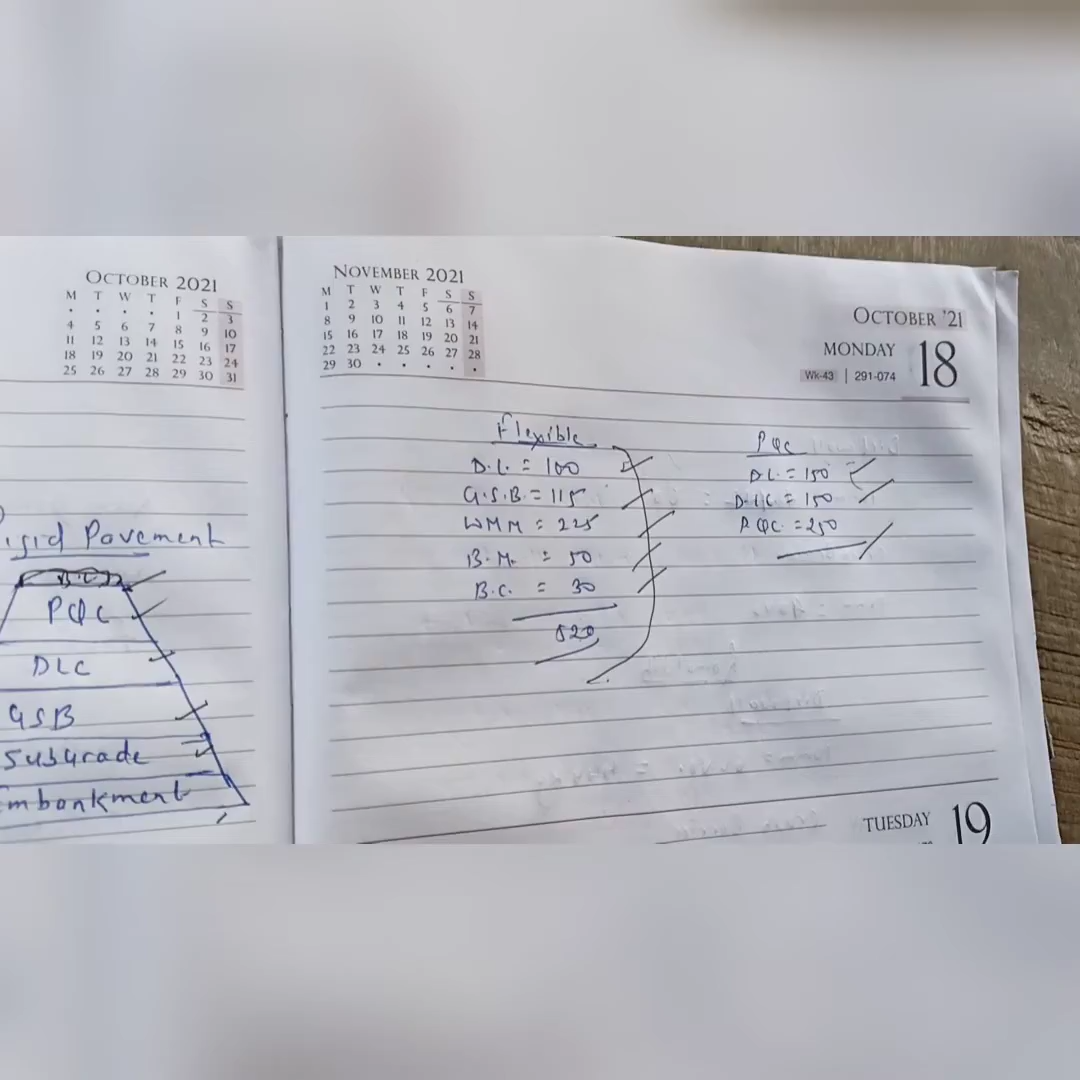 OCTOBER 2021
M T W T F S S
• • • • 1 2 3
4 5 6 7 8 9 10
11 12 13 14 15 16 17
18 19 20 21 22 23 24
25 26 27 28 29 30 31
Rigid Pavement
PQC
DLC
GSB
Subgrade
Embankment
NOVEMBER 2021
M T W T F S S
1 2 3 4 5 6 7
8 9 10 11 12 13 14
15 16 17 18 19 20 21
22 23 24 25 26 27 28
29 30 • • • • •
OCTOBER '21
MONDAY 18
Wk-43 | 291-074
Flexible
D.L. = 100
G.S.B. = 115
WMM = 225
B.M. = 50
B.C. = 30
520
PQC
D.L. = 150
D.L.C. = 150
PQC. = 250
TUESDAY 19